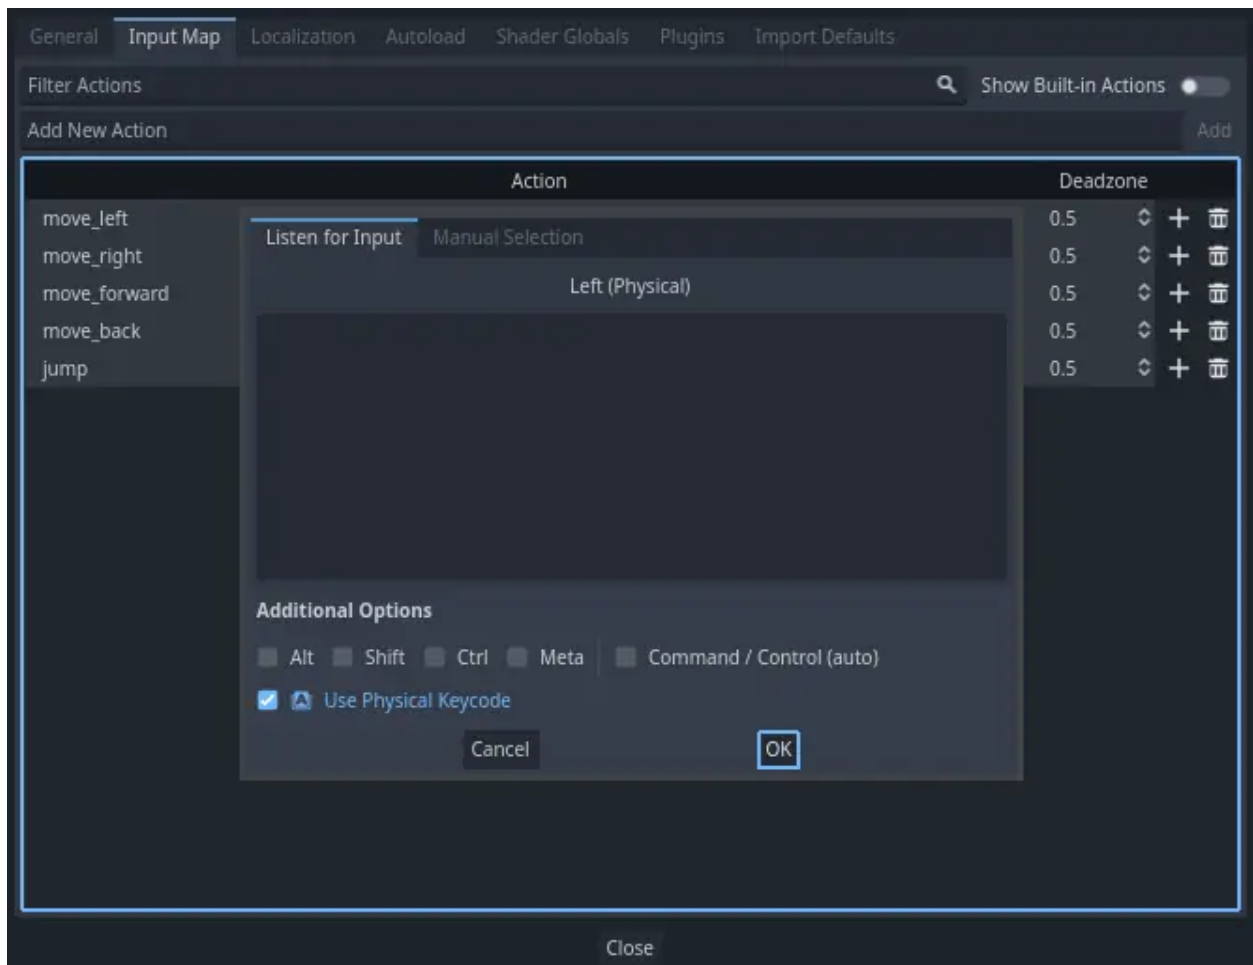 General Input Map Localization Autoload Shader Globals Plugins Import Defaults
Filter Actions Show Built-in Actions
Add New Action Add
Action Deadzone
move_left 0.5
Listen for Input Manual Selection
move_right 0.5
Left (Physical)
move_forward 0.5
move_back 0.5
jump 0.5
Additional Options
Alt Shift Ctrl Meta Command / Control (auto)
Use Physical Keycode
Cancel OK
Close